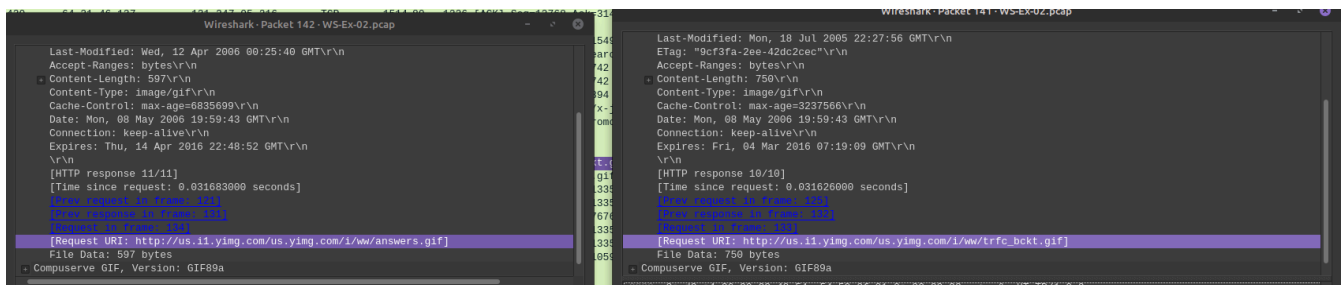 Wireshark · Packet 142 · WS-Ex-02.pcap
Last-Modified: Wed, 12 Apr 2006 00:25:40 GMT\r\n
Accept-Ranges: bytes\r\n
Content-Length: 597\r\n
Content-Type: image/gif\r\n
Cache-Control: max-age=6835699\r\n
Date: Mon, 08 May 2006 19:59:43 GMT\r\n
Connection: keep-alive\r\n
Expires: Thu, 14 Apr 2016 22:48:52 GMT\r\n
\r\n
[HTTP response 11/11]
[Time since request: 0.031683000 seconds]
[Prev request in frame: 121]
[Prev response in frame: 131]
[Request in frame: 134]
[Request URI: http://us.i1.yimg.com/us.yimg.com/i/ww/answers.gif]
File Data: 597 bytes
Compuserve GIF, Version: GIF89a
Wireshark · Packet 141 · WS-Ex-02.pcap
Last-Modified: Mon, 18 Jul 2005 22:27:56 GMT\r\n
ETag: "9cf3fa-2ee-42dc2cec"\r\n
Accept-Ranges: bytes\r\n
Content-Length: 750\r\n
Content-Type: image/gif\r\n
Cache-Control: max-age=3237566\r\n
Date: Mon, 08 May 2006 19:59:43 GMT\r\n
Connection: keep-alive\r\n
Expires: Fri, 04 Mar 2016 07:19:09 GMT\r\n
\r\n
[HTTP response 10/10]
[Time since request: 0.031626000 seconds]
[Prev request in frame: 125]
[Prev response in frame: 132]
[Request in frame: 133]
[Request URI: http://us.i1.yimg.com/us.yimg.com/i/ww/trfc_bckt.gif]
File Data: 750 bytes
Compuserve GIF, Version: GIF89a